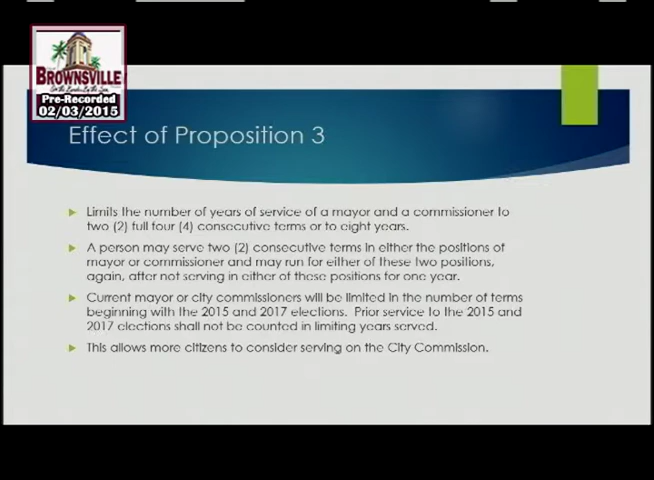 BROWNSVILLE
On the Border By the Sea
Pre-Recorded
02/03/2015
Effect of Proposition 3
Limits the number of years of service of a mayor and a commissioner to
two (2) full four (4) consecutive terms or to eight years.
A person may serve two (2) consecutive terms in either the positions of
mayor or commissioner and may run for either of these two positions,
again, after not serving in either of these positions for one year.
Current mayor or city commissioners will be limited in the number of terms
beginning with the 2015 and 2017 elections. Prior service to the 2015 and
2017 elections shall not be counted in limiting years served.
This allows more citizens to consider serving on the City Commission.